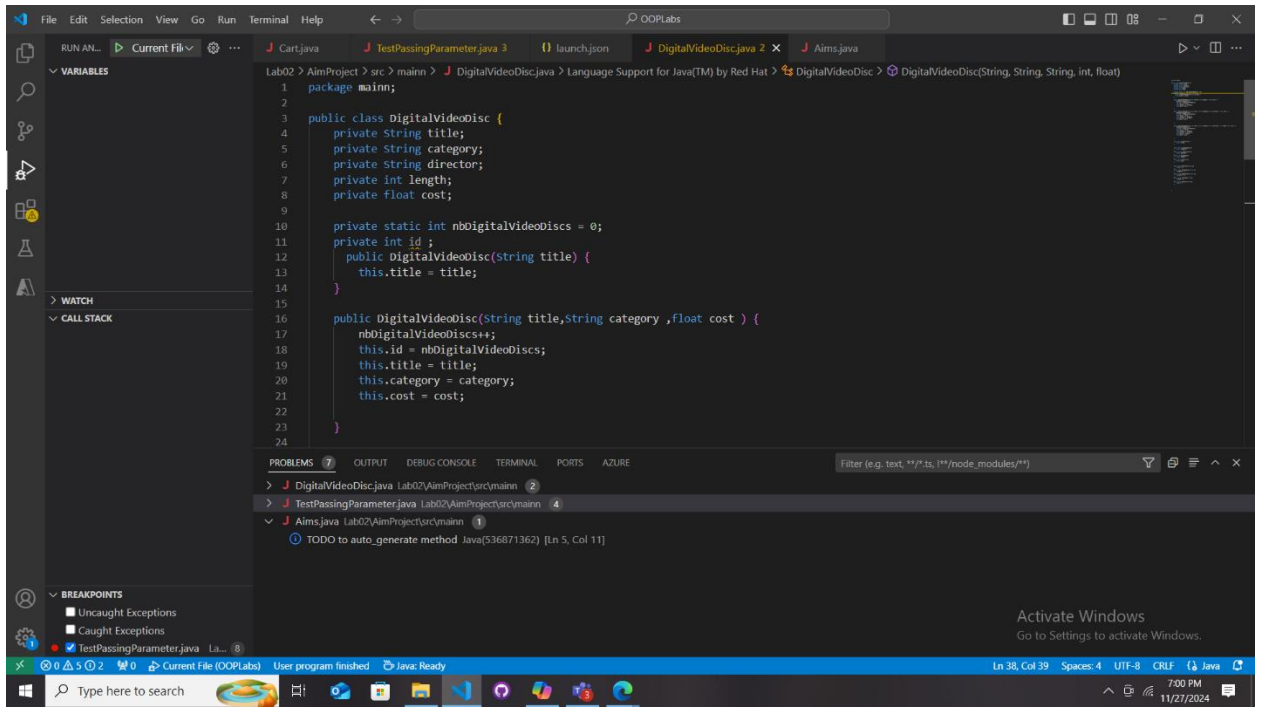 File Edit Selection View Go Run Terminal Help
OOPLabs
RUN AN... Current File
Cart.java
TestPassingParameter.java 3
launch.json
DigitalVideoDisc.java 2
Aims.java
VARIABLES
Lab02 > AimProject > src > mainn > DigitalVideoDisc.java > Language Support for Java(TM) by Red Hat > DigitalVideoDisc > DigitalVideoDisc(String, String, String, int, float)
1 package mainn;
2
3 public class DigitalVideoDisc {
4 private String title;
5 private String category;
6 private String director;
7 private int length;
8 private float cost;
9
10 private static int nbDigitalVideoDiscs = 0;
11 private int id ;
12 public DigitalVideoDisc(String title) {
13 this.title = title;
14 }
15
16 public DigitalVideoDisc(String title,String category ,float cost ) {
17 nbDigitalVideoDiscs++;
18 this.id = nbDigitalVideoDiscs;
19 this.title = title;
20 this.category = category;
21 this.cost = cost;
22
23 }
24
WATCH
CALL STACK
PROBLEMS 7 OUTPUT DEBUG CONSOLE TERMINAL PORTS AZURE
Filter (e.g. text, **/*.ts, !**/node_modules/**)
DigitalVideoDisc.java Lab02\AimProject\src\mainn 2
TestPassingParameter.java Lab02\AimProject\src\mainn 4
Aims.java Lab02\AimProject\src\mainn 1
TODO to auto_generate method Java(536871362) [Ln 5, Col 11]
BREAKPOINTS
Uncaught Exceptions
Caught Exceptions
TestPassingParameter.java La... 8
Activate Windows
Go to Settings to activate Windows.
0 5 2 0 Current File (OOPLabs) User program finished Java: Ready
Ln 38, Col 39 Spaces: 4 UTF-8 CRLF Java
Type here to search
7:00 PM
11/27/2024